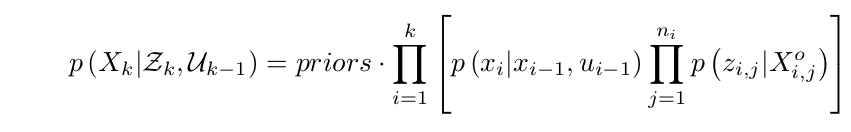 p(X_k|𝒵_k, 𝒰_{k−1}) = priors · ∏_{i=1}^{k} [p(x_i|x_{i−1}, u_{i−1}) ∏_{j=1}^{n_i} p(z_{i,j}|X^o_{i,j})]